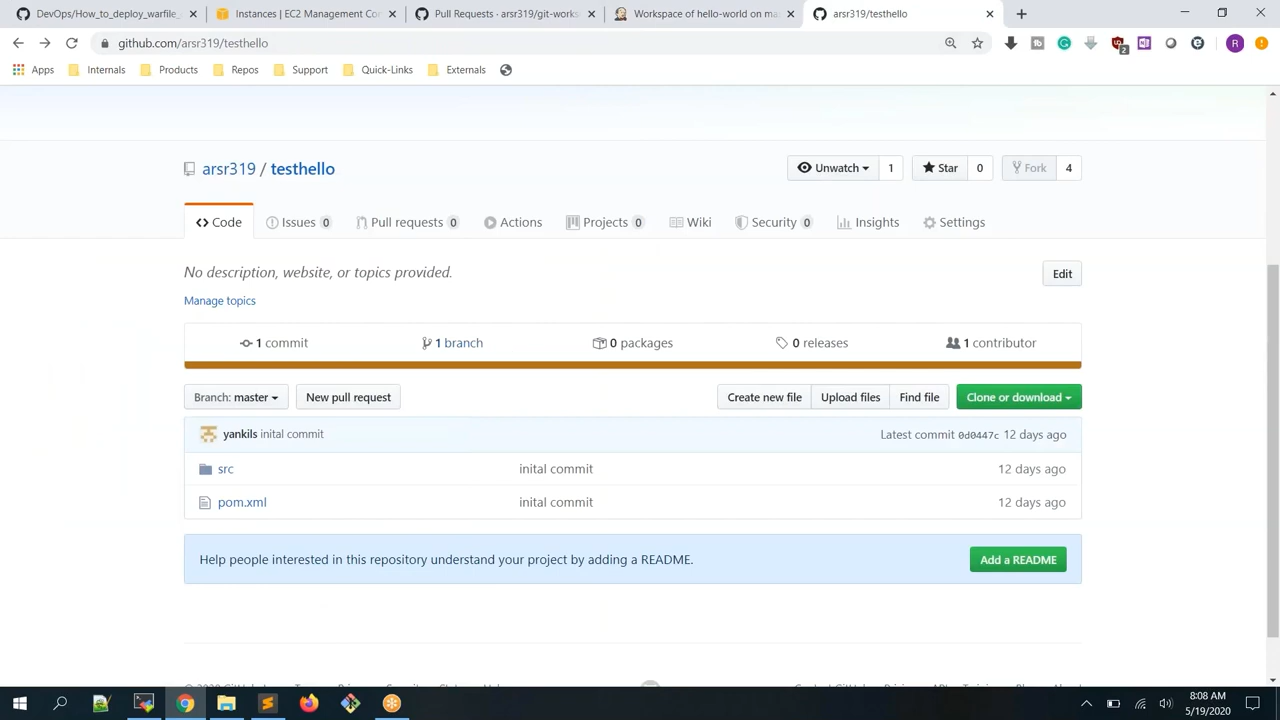 DevOps/How_to_deploy_warfile_
Instances | EC2 Management Co
Pull Requests · arsr319/git-works
Workspace of hello-world on ma
arsr319/testhello
github.com/arsr319/testhello
2
R
Apps
Internals
Products
Repos
Support
Quick-Links
Externals
arsr319 / testhello
Unwatch 1
Star 0
Fork 4
Code
Issues 0
Pull requests 0
Actions
Projects 0
Wiki
Security 0
Insights
Settings
No description, website, or topics provided.
Edit
Manage topics
1 commit
1 branch
0 packages
0 releases
1 contributor
Branch: master
New pull request
Create new file
Upload files
Find file
Clone or download
yankils inital commit
Latest commit 0d0447c 12 days ago
src
inital commit
12 days ago
pom.xml
inital commit
12 days ago
Help people interested in this repository understand your project by adding a README.
Add a README
8:08 AM
5/19/2020